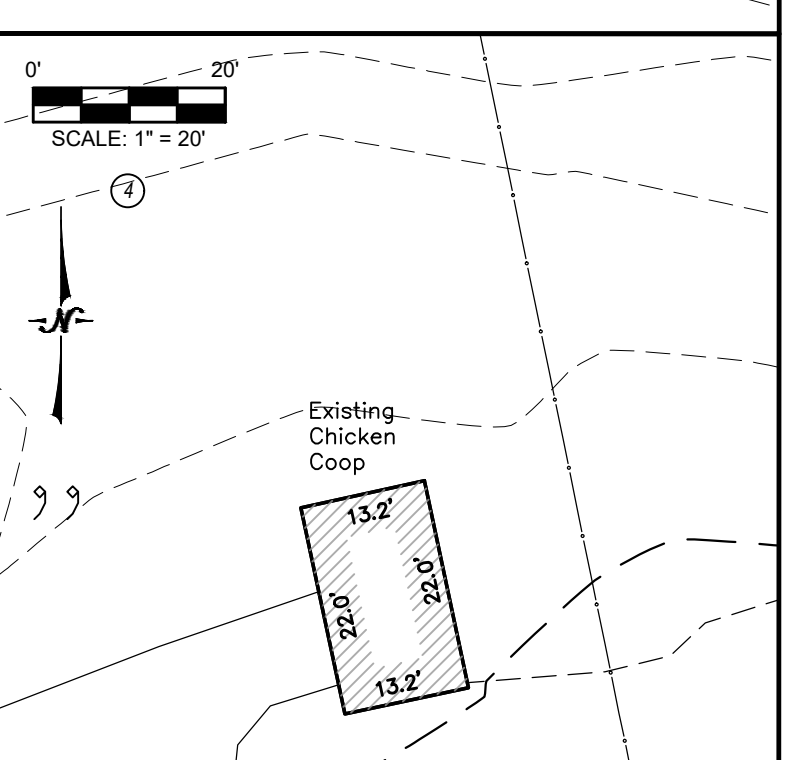 0' 20'
SCALE: 1" = 20'
4
N
Existing
Chicken
Coop
13.2'
22.0'
22.0'
13.2'